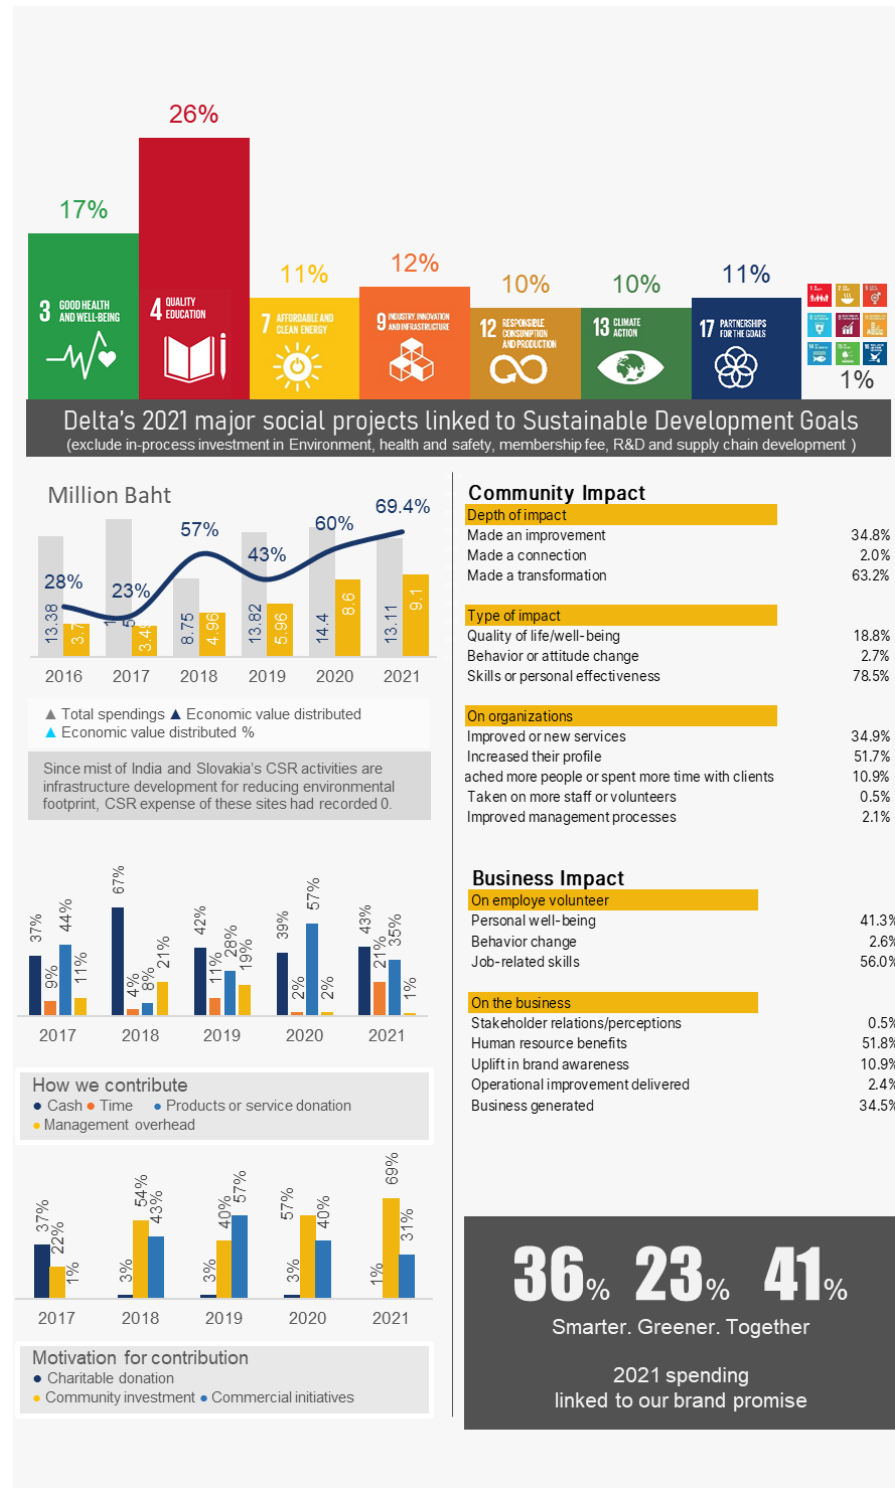 26%
17%
11%
12%
10%
10%
11%
3 GOOD HEALTH
AND WELL-BEING
4 QUALITY
EDUCATION
7 AFFORDABLE AND
CLEAN ENERGY
9 INDUSTRY, INNOVATION
AND INFRASTRUCTURE
12 RESPONSIBLE
CONSUMPTION
AND PRODUCTION
13 CLIMATE
ACTION
17 PARTNERSHIPS
FOR THE GOALS
1%
Delta's 2021 major social projects linked to Sustainable Development Goals
(exclude in-process investment in Environment, health and safety, membership fee, R&D and supply chain development )
Million Baht
28%
23%
57%
43%
60%
69.4%
13.38
3.49
8.75
4.96
13.82
5.96
14.4
8.6
13.11
9.1
2016 2017 2018 2019 2020 2021
▲ Total spendings ▲ Economic value distributed
▲ Economic value distributed %
Since mist of India and Slovakia's CSR activities are
infrastructure development for reducing environmental
footprint, CSR expense of these sites had recorded 0.
37% 9% 44% 11%
67% 4% 8% 21%
42% 11% 28% 19%
39% 2% 57% 2%
43% 21% 35% 1%
2017 2018 2019 2020 2021
How we contribute
● Cash ● Time ● Products or service donation
● Management overhead
37% 22% 1%
3% 54% 43%
3% 40% 57%
3% 57% 40%
1% 69% 31%
2017 2018 2019 2020 2021
Motivation for contribution
● Charitable donation
● Community investment ● Commercial initiatives
Community Impact
Depth of impact
Made an improvement 34.8%
Made a connection 2.0%
Made a transformation 63.2%
Type of impact
Quality of life/well-being 18.8%
Behavior or attitude change 2.7%
Skills or personal effectiveness 78.5%
On organizations
Improved or new services 34.9%
Increased their profile 51.7%
ached more people or spent more time with clients 10.9%
Taken on more staff or volunteers 0.5%
Improved management processes 2.1%
Business Impact
On employe volunteer
Personal well-being 41.3%
Behavior change 2.6%
Job-related skills 56.0%
On the business
Stakeholder relations/perceptions 0.5%
Human resource benefits 51.8%
Uplift in brand awareness 10.9%
Operational improvement delivered 2.4%
Business generated 34.5%
36% 23% 41%
Smarter. Greener. Together
2021 spending
linked to our brand promise